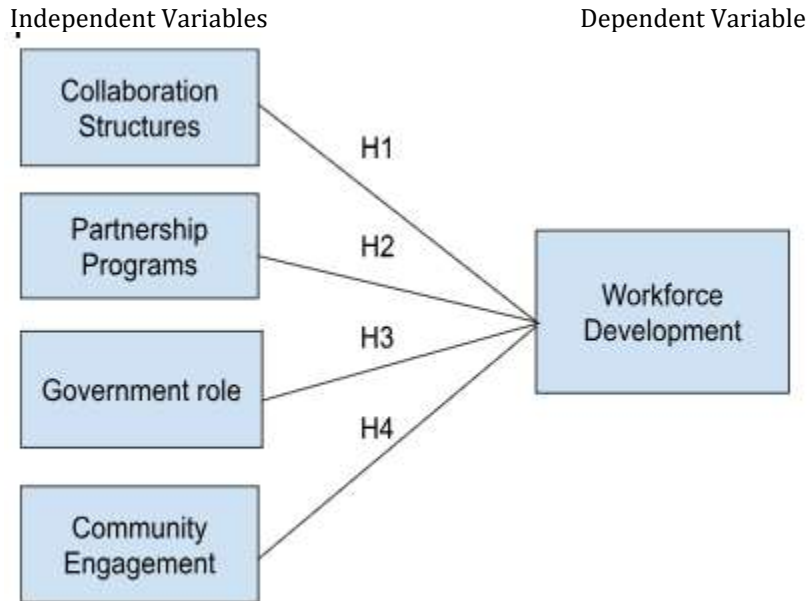 Independent Variables
Dependent Variable
Collaboration
Structures
H1
Partnership
Programs
H2
Workforce
Development
H3
Government role
H4
Community
Engagement